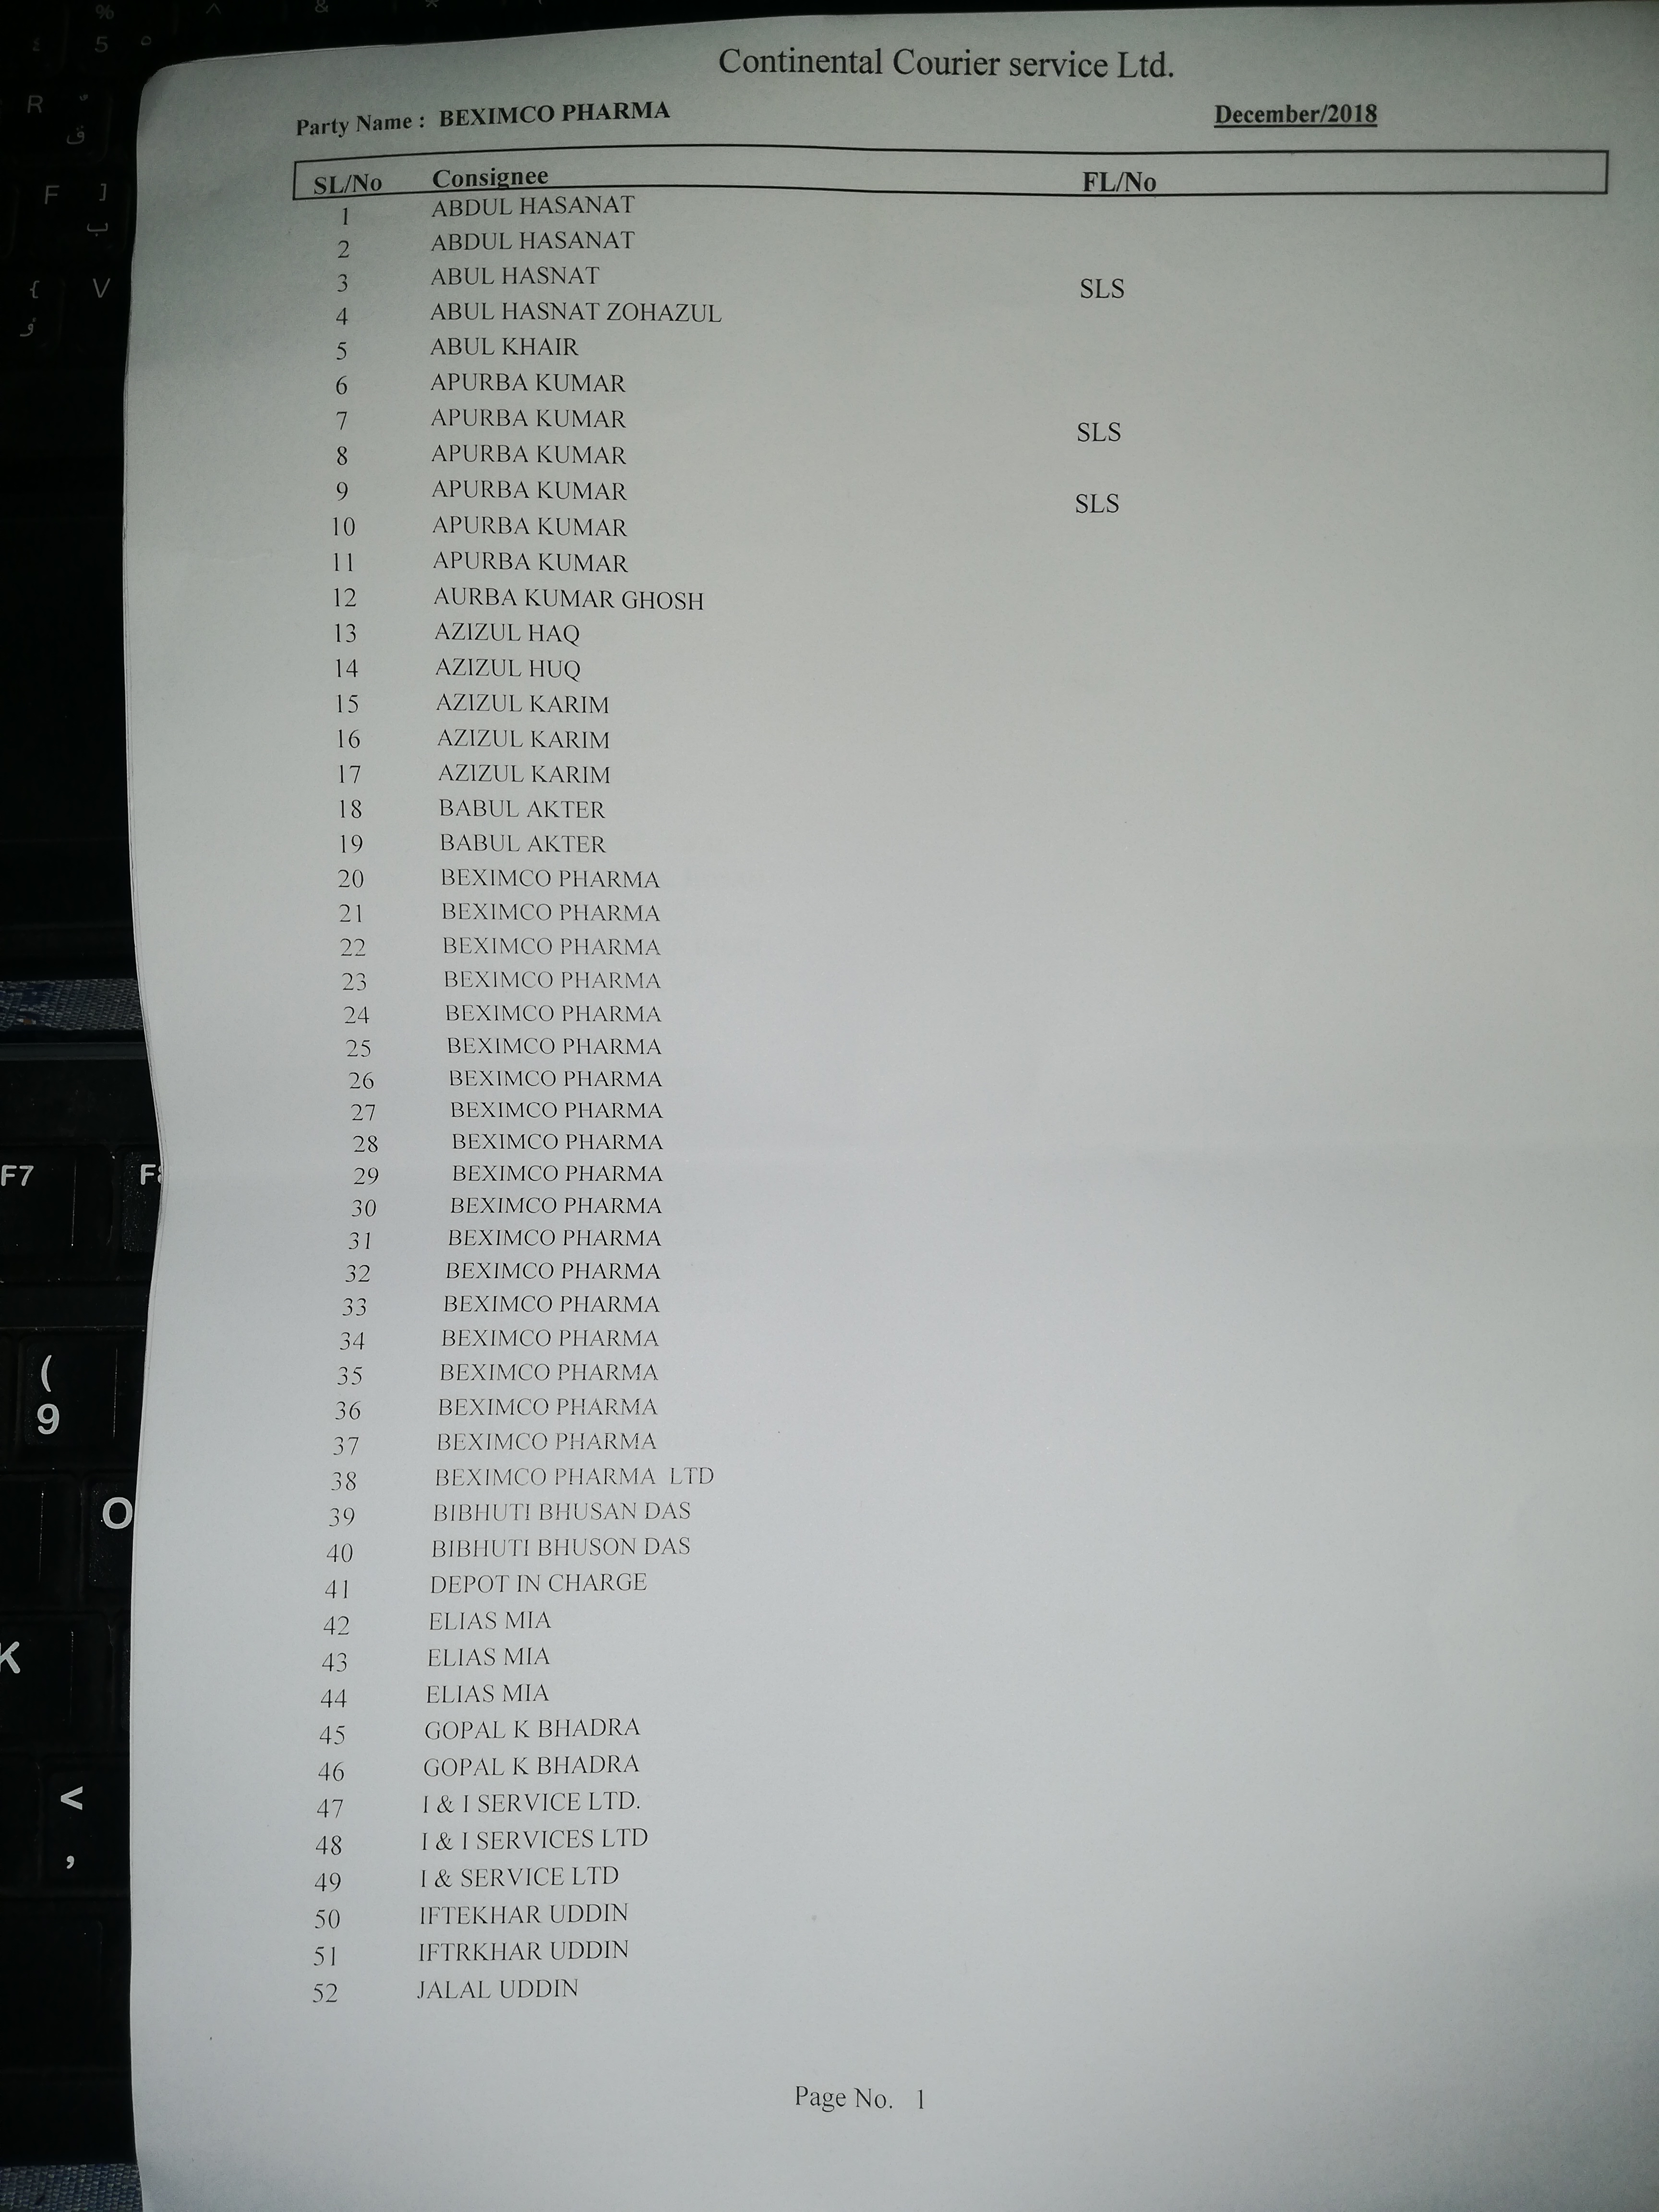 Continental Courier service Ltd.
Party Name : BEXIMCO PHARMA December/2018
SL/No Consignee FL/No
1 ABDUL HASANAT
2 ABDUL HASANAT
3 ABUL HASNAT SLS
4 ABUL HASNAT ZOHAZUL
5 ABUL KHAIR
6 APURBA KUMAR
7 APURBA KUMAR SLS
8 APURBA KUMAR
9 APURBA KUMAR SLS
10 APURBA KUMAR
11 APURBA KUMAR
12 AURBA KUMAR GHOSH
13 AZIZUL HAQ
14 AZIZUL HUQ
15 AZIZUL KARIM
16 AZIZUL KARIM
17 AZIZUL KARIM
18 BABUL AKTER
19 BABUL AKTER
20 BEXIMCO PHARMA
21 BEXIMCO PHARMA
22 BEXIMCO PHARMA
23 BEXIMCO PHARMA
24 BEXIMCO PHARMA
25 BEXIMCO PHARMA
26 BEXIMCO PHARMA
27 BEXIMCO PHARMA
28 BEXIMCO PHARMA
29 BEXIMCO PHARMA
30 BEXIMCO PHARMA
31 BEXIMCO PHARMA
32 BEXIMCO PHARMA
33 BEXIMCO PHARMA
34 BEXIMCO PHARMA
35 BEXIMCO PHARMA
36 BEXIMCO PHARMA
37 BEXIMCO PHARMA
38 BEXIMCO PHARMA LTD
39 BIBHUTI BHUSAN DAS
40 BIBHUTI BHUSON DAS
41 DEPOT IN CHARGE
42 ELIAS MIA
43 ELIAS MIA
44 ELIAS MIA
45 GOPAL K BHADRA
46 GOPAL K BHADRA
47 I & I SERVICE LTD.
48 I & I SERVICES LTD
49 I & SERVICE LTD
50 IFTEKHAR UDDIN
51 IFTRKHAR UDDIN
52 JALAL UDDIN
Page No. 1
%
5
R
ق
F
V
F7
(
9
O
K
<
,